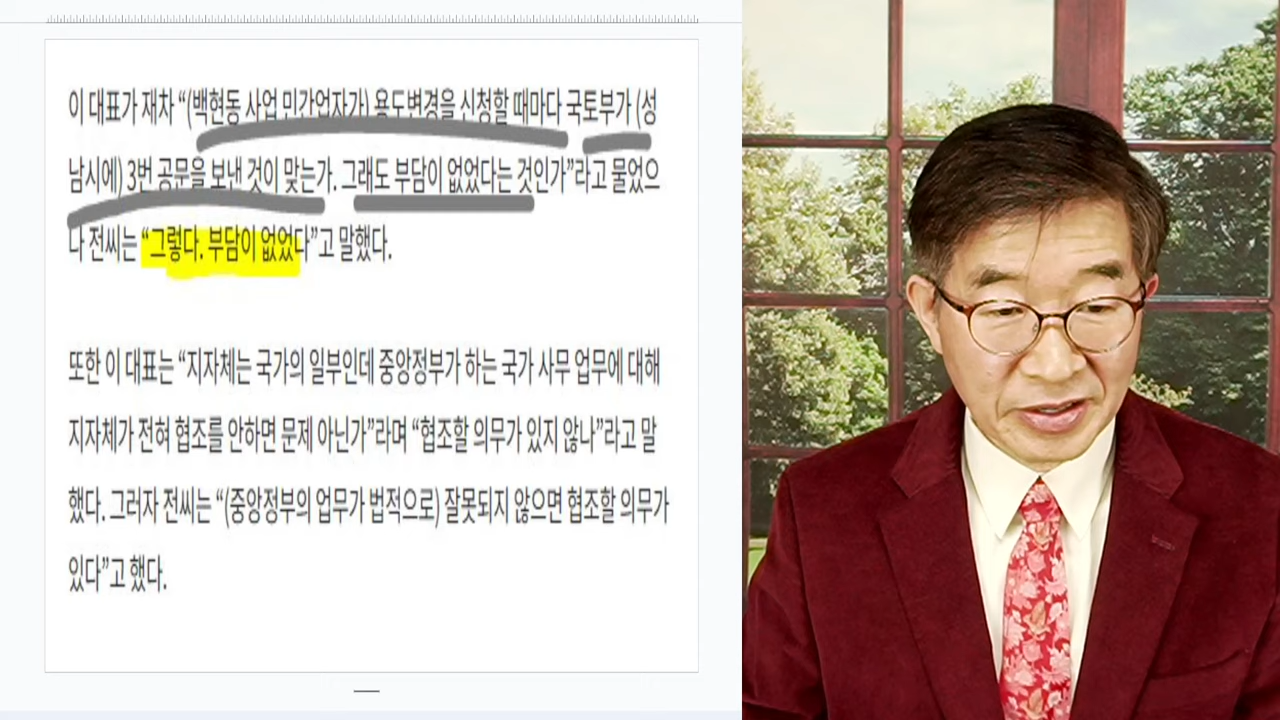 이 대표가 재차 “(백현동 사업 민간업자가) 용도변경을 신청할 때마다 국토부가 (성
남시에) 3번 공문을 보낸 것이 맞는가. 그래도 부담이 없었다는 것인가”라고 물었으
나 전씨는 “그렇다. 부담이 없었다”고 말했다.
또한 이 대표는 “지자체는 국가의 일부인데 중앙정부가 하는 국가 사무 업무에 대해
지자체가 전혀 협조를 안하면 문제 아닌가”라며 “협조할 의무가 있지 않나”라고 말
했다. 그러자 전씨는 “(중앙정부의 업무가 법적으로) 잘못되지 않으면 협조할 의무가
있다”고 했다.